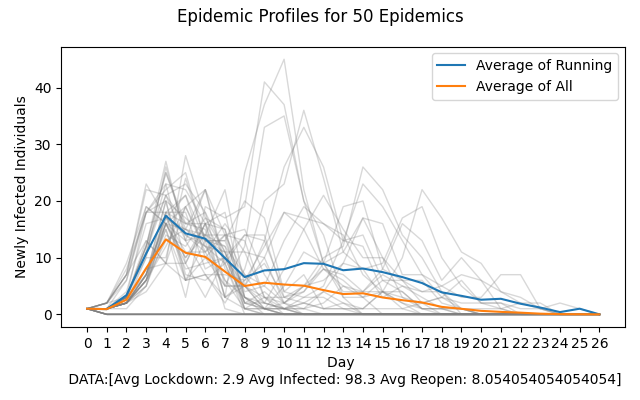 Epidemic Profiles for 50 Epidemics
Average of Running
Average of All
Newly Infected Individuals
40
30
20
10
0
0 1 2 3 4 5 6 7 8 9 10 11 12 13 14 15 16 17 18 19 20 21 22 23 24 25 26
Day
DATA:[Avg Lockdown: 2.9 Avg Infected: 98.3 Avg Reopen: 8.054054054054054]